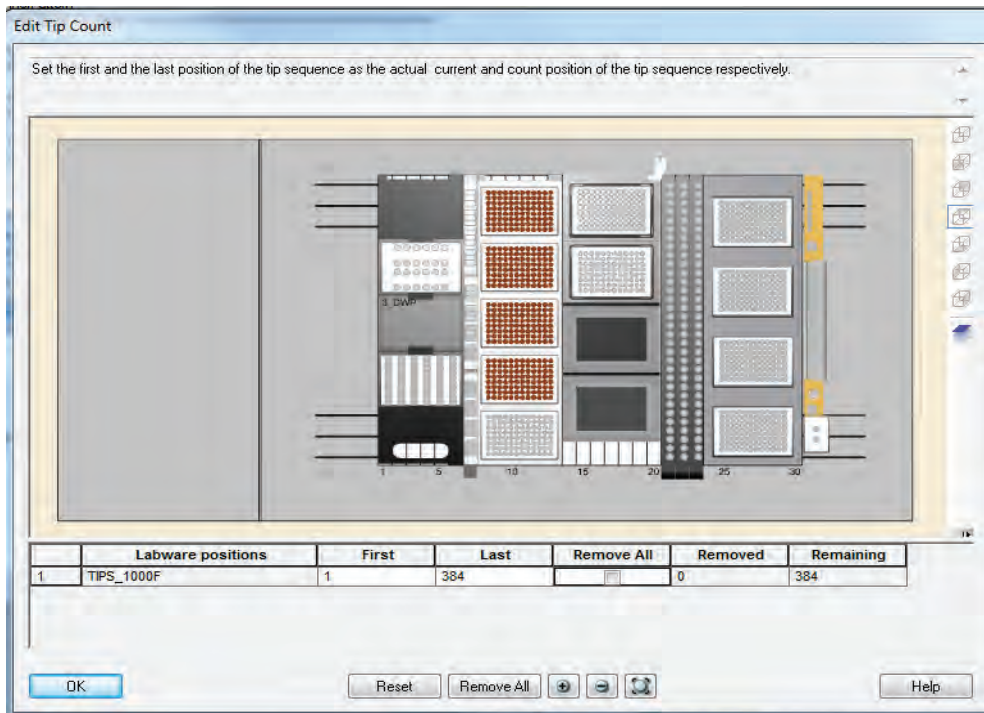 Edit Tip Count
Set the first and the last position of the tip sequence as the actual current and count position of the tip sequence respectively.
3 DWP
1 5 10 15 20 25 30
Labware positions First Last Remove All Removed Remaining
1 TIPS_1000F 1 384 0 384
OK Reset Remove All Help